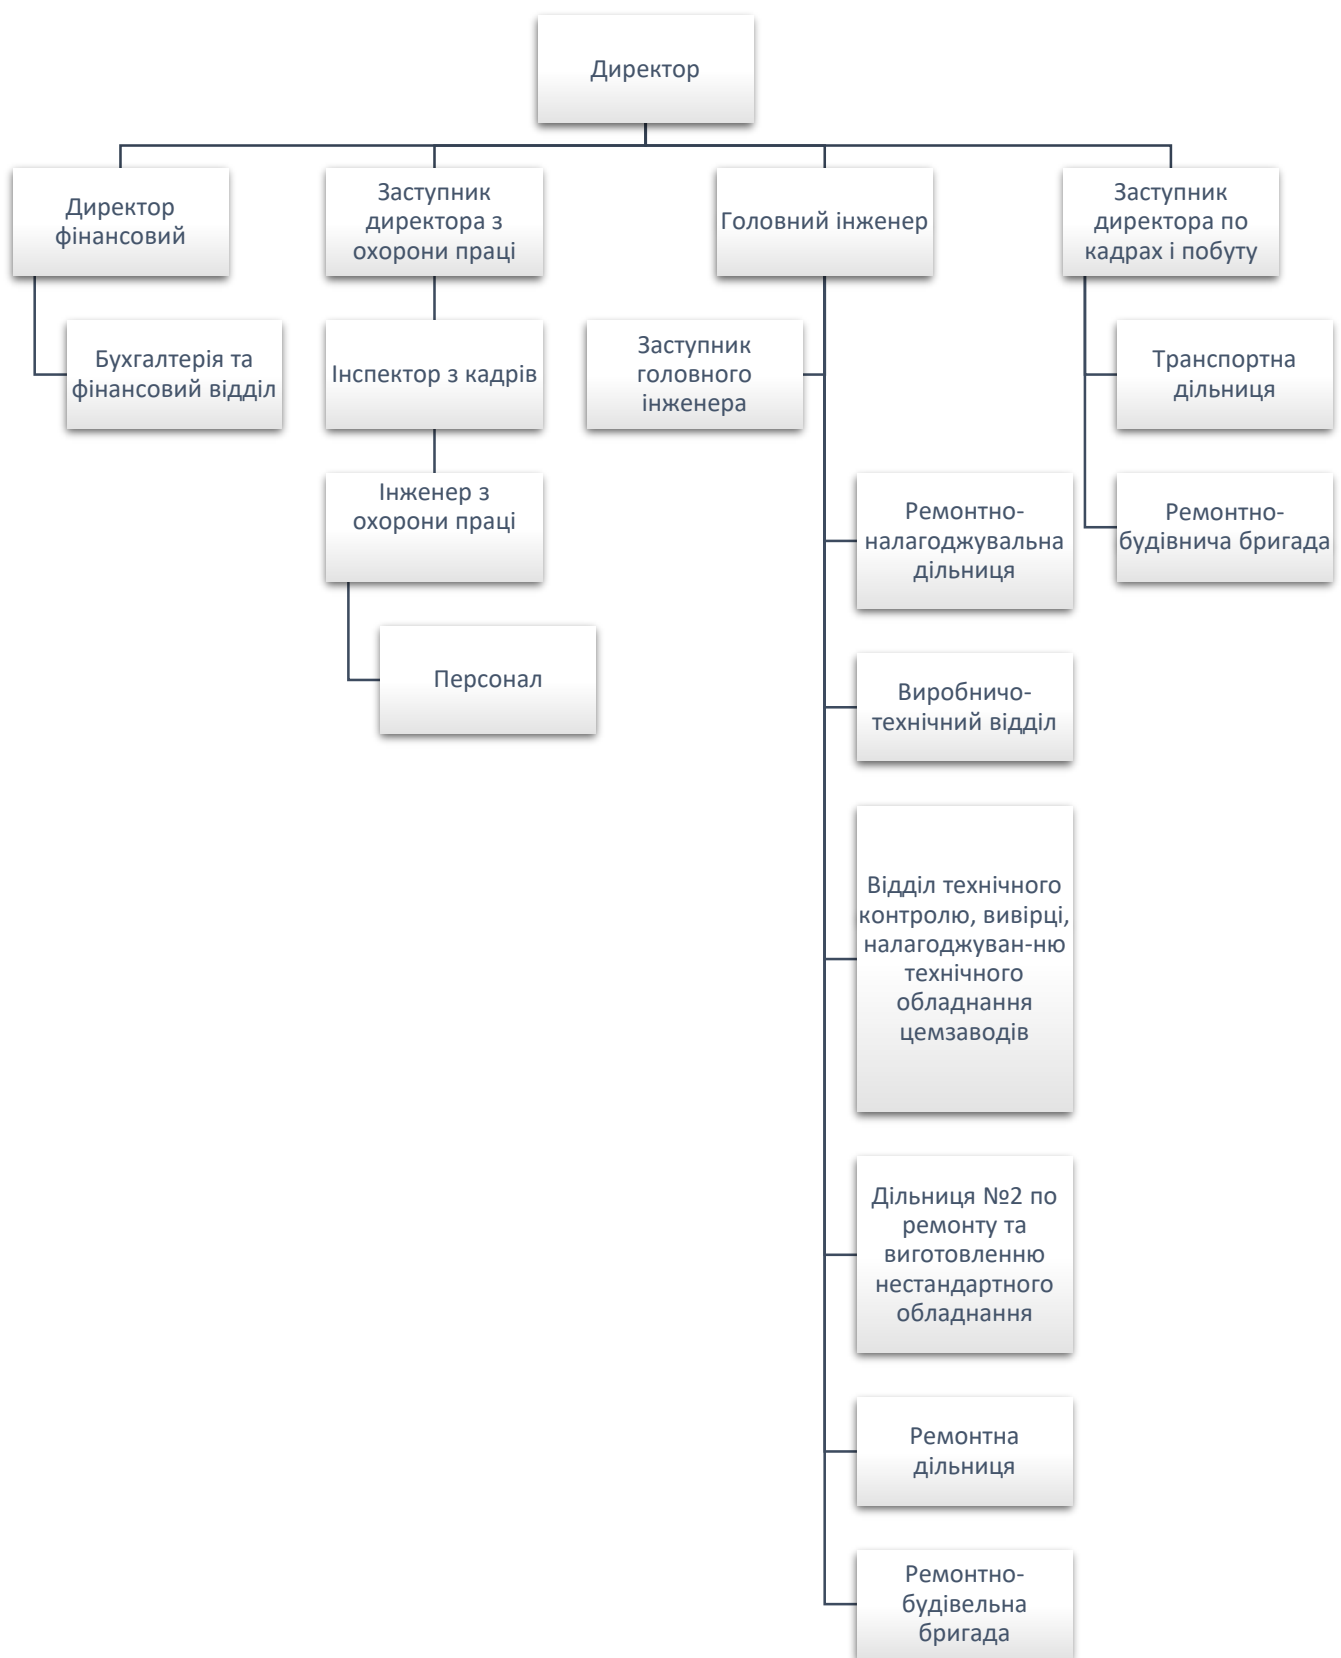 Директор
Директор
фінансовий
Заступник
директора з
охорони праці
Головний інженер
Заступник
директора по
кадрах і побуту
Бухгалтерія та
фінансовий відділ
Інспектор з кадрів
Заступник
головного
інженера
Транспортна
дільниця
Інженер з
охорони праці
Ремонтно-
налагоджувальна
дільниця
Ремонтно-
будівнича бригада
Персонал
Виробничо-
технічний відділ
Відділ технічного
контролю, вивірці,
налагоджуван-ню
технічного
обладнання
цемзаводів
Дільниця №2 по
ремонту та
виготовленню
нестандартного
обладнання
Ремонтна
дільниця
Ремонтно-
будівельна
бригада